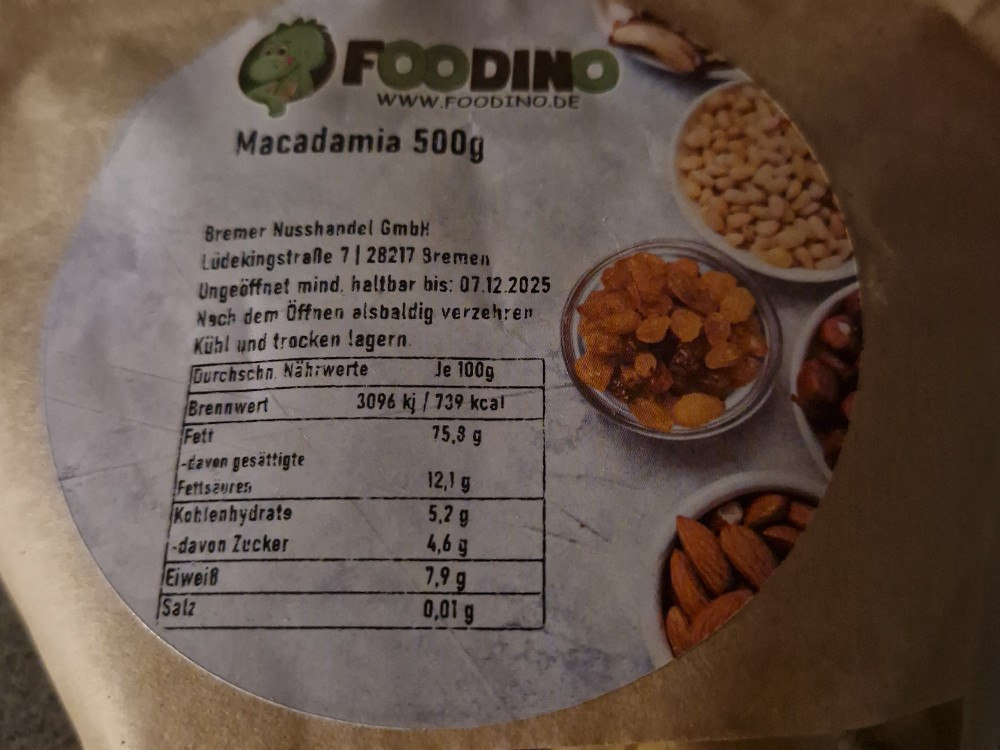 FOODINO
WWW.FOODINO.DE
Macadamia 500g
Bremer Nusshandel GmbH
Lüdekingstraße 7 | 28217 Bremen
Ungeöffnet mind. haltbar bis: 07.12.2025
Nach dem Öffnen alsbaldig verzehren
Kühl und trocken lagern.
Durchschn. Nährwerte Je 100g
Brennwert 3096 kj / 739 kcal
Fett 75,8 g
-davon gesättigte
Fettsäuren 12,1 g
Kohlenhydrate 5,2 g
-davon Zucker 4,6 g
Eiweiß 7,9 g
Salz 0,01 g